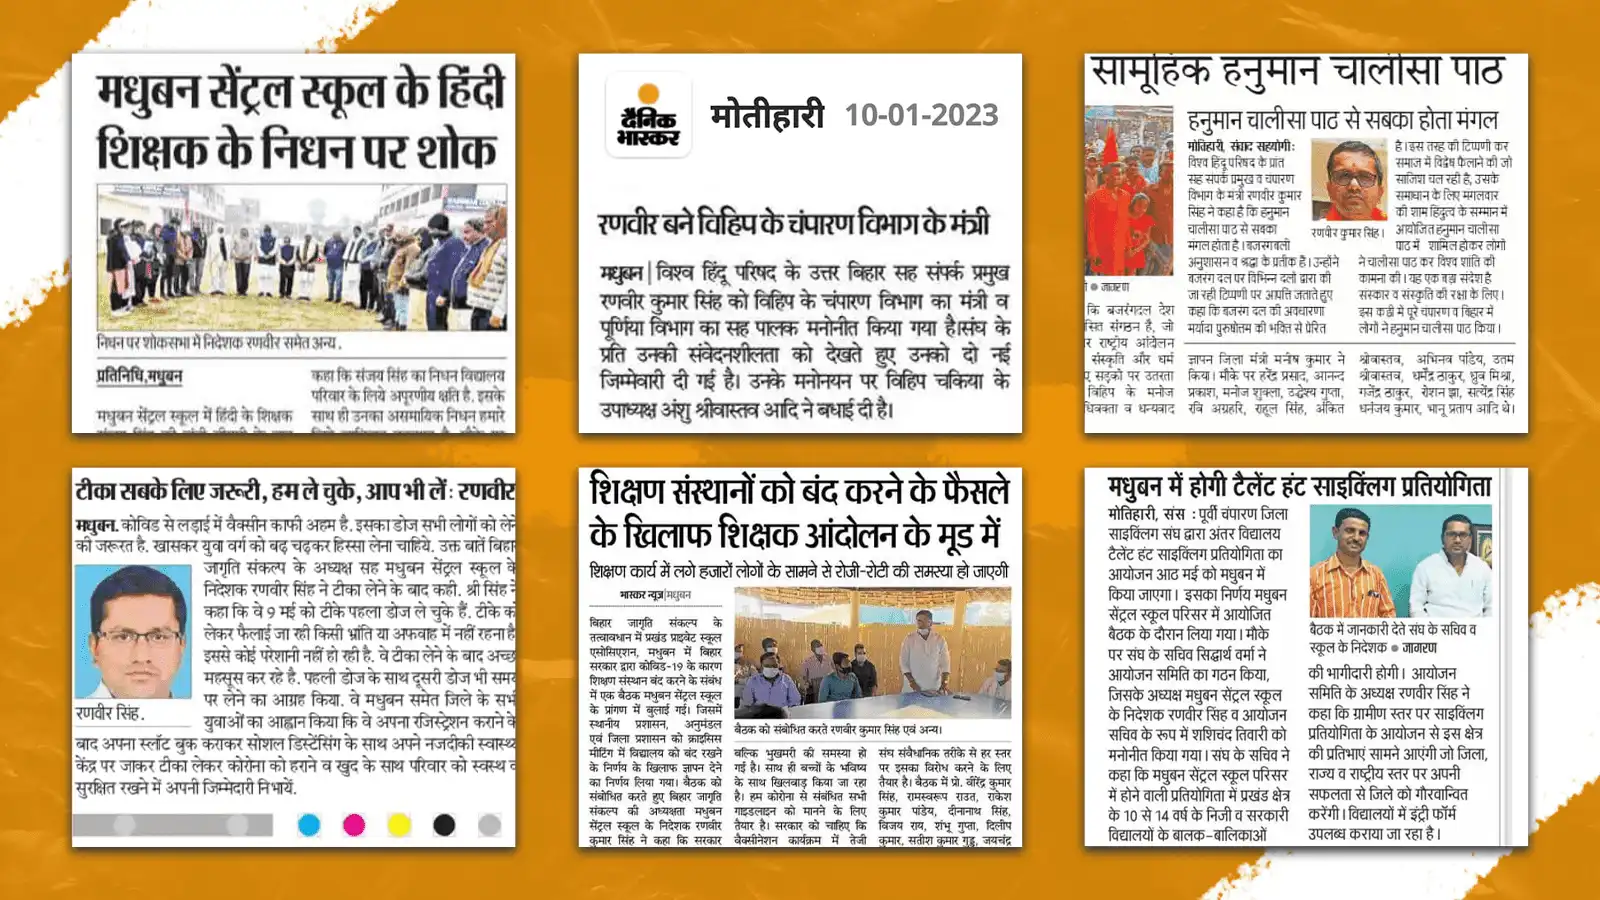 मधुबन सेंट्रल स्कूल के हिंदी
शिक्षक के निधन पर शोक
निधन पर शोकसभा में निदेशक रणवीर समेत अन्य.
प्रतिनिधि,मधुबन
मधुबन सेंट्रल स्कूल में हिंदी के शिक्षक
कहा कि संजय सिंह का निधन विद्यालय
परिवार के लिये अपूरणीय क्षति है. इसके
साथ ही उनका असमायिक निधन हमारे
दैनिक
भास्कर
मोतीहारी 10-01-2023
रणवीर बने विहिप के चंपारण विभाग के मंत्री
मधुबन | विश्व हिंदू परिषद के उत्तर बिहार सह संपर्क प्रमुख
रणवीर कुमार सिंह को विहिप के चंपारण विभाग का मंत्री व
पूर्णिया विभाग का सह पालक मनोनीत किया गया है।संघ के
प्रति उनकी संवेदनशीलता को देखते हुए उनको दो नई
जिम्मेवारी दी गई है। उनके मनोनयन पर विहिप चकिया के
उपाध्यक्ष अंशु श्रीवास्तव आदि ने बधाई दी है।
सामूहिक हनुमान चालीसा पाठ
हनुमान चालीसा पाठ से सबका होता मंगल
मोतिहारी, संवाद सहयोगी :
विश्व हिंदू परिषद के प्रांत
सह संपर्क प्रमुख व चंपारण
विभाग के मंत्री रणवीर कुमार
सिंह ने कहा है कि हनुमान
चालीसा पाठ से सबका
मंगल होता है। बजरंगबली
अनुशासन व श्रद्धा के प्रतीक है। उन्होंने
बजरंग दल पर विभिन्न दलों द्वारा की
जा रही टिप्पणी पर आपत्ति जताते हुए
कहा कि बजरंग दल की अवधारणा
मर्यादा पुरुषोत्तम की भक्ति से प्रेरित
रणवीर कुमार सिंह।
है। इस तरह की टिप्पणी कर
समाज में विद्वेष फैलाने की जो
साजिश चल रही है, उसके
समाधान के लिए मंगलवार
की शाम हिंदुत्व के सम्मान में
आयोजित हनुमान चालीसा
पाठ में शामिल होकर लोगों
ने चालीसा पाठ कर विश्व शांति की
कामना की। यह एक बड़ा संदेश है
संस्कार व संस्कृति की रक्षा के लिए।
इस कड़ी में पूरे चंपारण व बिहार में
लोगों ने हनुमान चालीसा पाठ किया।
जागरण
कि बजरंगदल देश
संगठन है, जो
राष्ट्रीय आंदोलन
संस्कृति और धर्म
सड़कों पर उतरता
विहिप के मनोज
व धन्यवाद
ज्ञापन जिला मंत्री मनीष कुमार ने
किया। मौके पर हरेंद्र प्रसाद, आनन्द
प्रकाश, मनोज शुक्ला, उद्देश्य गुप्ता,
रवि अग्रहरि, राहुल सिंह, अंकित
श्रीवास्तव, अभिनव पांडेय, उतम
श्रीवास्तव, धर्मेंद्र ठाकुर, ध्रुव मिश्रा,
गजेंद्र ठाकुर, रोशन झा, सत्येंद्र सिंह
धनंजय कुमार, भानू प्रताप आदि थे।
टीका सबके लिए जरूरी, हम ले चुके, आप भी लें : रणवीर
मधुबन. कोविड से लड़ाई में वैक्सीन काफी अहम है. इसका डोज सभी लोगों को लेने
की जरूरत है. खासकर युवा वर्ग को बढ़ चढ़कर हिस्सा लेना चाहिये. उक्त बातें बिहार
जागृति संकल्प के अध्यक्ष सह मधुबन सेंट्रल स्कूल के
निदेशक रणवीर सिंह ने टीका लेने के बाद कही. श्री सिंह ने
कहा कि वे 9 मई को टीके पहला डोज ले चुके हैं. टीके को
लेकर फैलाई जा रही किसी भ्रांति या अफवाह में नहीं रहना है
इससे कोई परेशानी नहीं हो रही है. वे टीका लेने के बाद अच्छा
महसूस कर रहे है. पहली डोज के साथ दूसरी डोज भी समय
पर लेने का आग्रह किया. वे मधुबन समेत जिले के सभी
युवाओं का आह्वान किया कि वे अपना रजिस्ट्रेशन कराने के
रणवीर सिंह.
बाद अपना स्लॉट बुक कराकर सोशल डिस्टेंसिंग के साथ अपने नजदीकी स्वास्थ्य
केंद्र पर जाकर टीका लेकर कोरोना को हराने व खुद के साथ परिवार को स्वस्थ व
सुरक्षित रखने में अपनी जिम्मेदारी निभायें.
शिक्षण संस्थानों को बंद करने के फैसले
के खिलाफ शिक्षक आंदोलन के मूड में
शिक्षण कार्य में लगे हजारों लोगों के सामने से रोजी-रोटी की समस्या हो जाएगी
भास्कर न्यूज|मधुबन
बिहार जागृति संकल्प के
तत्वावधान में प्रखंड प्राइवेट स्कूल
एसोसिएशन, मधुबन में बिहार
सरकार द्वारा कोविड-19 के कारण
शिक्षण संस्थान बंद करने के संबंध
में एक बैठक मधुबन सेंट्रल स्कूल
के प्रांगण में बुलाई गई। जिसमें
स्थानीय प्रशासन, अनुमंडल
एवं जिला प्रशासन को क्राइसिस
मीटिंग में विद्यालय को बंद रखने
के निर्णय के खिलाफ ज्ञापन देने
का निर्णय लिया गया। बैठक को
संबोधित करते हुए बिहार जागृति
संकल्प की अध्यक्षता मधुबन
सेंट्रल स्कूल के निदेशक रणवीर
कुमार सिंह ने कहा कि सरकार
बैठक को संबोधित करते रणवीर कुमार सिंह एवं अन्य।
बल्कि भुखमरी की समस्या हो
गई है। साथ ही बच्चों के भविष्य
के साथ खिलवाड़ किया जा रहा
है। हम कोरोना से संबंधित सभी
गाइडलाइन को मानने के लिए
तैयार है। सरकार को चाहिए कि
वैक्सीनेशन कार्यक्रम में तेजी
संघ संवैधानिक तरीके से हर स्तर
पर इसका विरोध करने के लिए
तैयार है। बैठक में प्रो. वीरेंद्र कुमार
सिंह, रामस्वरूप राउत, राकेश
कुमार पांडेय, दीनानाथ सिंह,
विजय राय, शंभू गुप्ता, दिलीप
कुमार, सतीश कुमार गुड्डू, जयचंद्र
मधुबन में होगी टैलेंट हंट साइक्लिंग प्रतियोगिता
मोतिहारी, संस : पूर्वी चंपारण जिला
साइक्लिंग संघ द्वारा अंतर विद्यालय
टैलेंट हंट साइक्लिंग प्रतियोगिता का
आयोजन आठ मई को मधुबन में
किया जाएगा। इसका निर्णय मधुबन
सेंट्रल स्कूल परिसर में आयोजित
बैठक के दौरान लिया गया। मौके
पर संघ के सचिव सिद्धार्थ वर्मा ने
आयोजन समिति का गठन किया,
जिसके अध्यक्ष मधुबन सेंट्रल स्कूल
के निदेशक रणवीर सिंह व आयोजन
सचिव के रूप में शशिचंद तिवारी को
मनोनीत किया गया। संघ के सचिव ने
कहा कि मधुबन सेंट्रल स्कूल परिसर
में होने वाली प्रतियोगिता में प्रखंड क्षेत्र
के 10 से 14 वर्ष के निजी व सरकारी
विद्यालयों के बालक-बालिकाओं
बैठक में जानकारी देते संघ के सचिव व
स्कूल के निदेशक ● जागरण
की भागीदारी होगी। आयोजन
समिति के अध्यक्ष रणवीर सिंह ने
कहा कि ग्रामीण स्तर पर साइक्लिंग
प्रतियोगिता के आयोजन से इस क्षेत्र
की प्रतिभाएं सामने आएंगी जो जिला,
राज्य व राष्ट्रीय स्तर पर अपनी
सफलता से जिले को गौरवान्वित
करेंगी। विद्यालयों में इंट्री फॉर्म
उपलब्ध कराया जा रहा है।